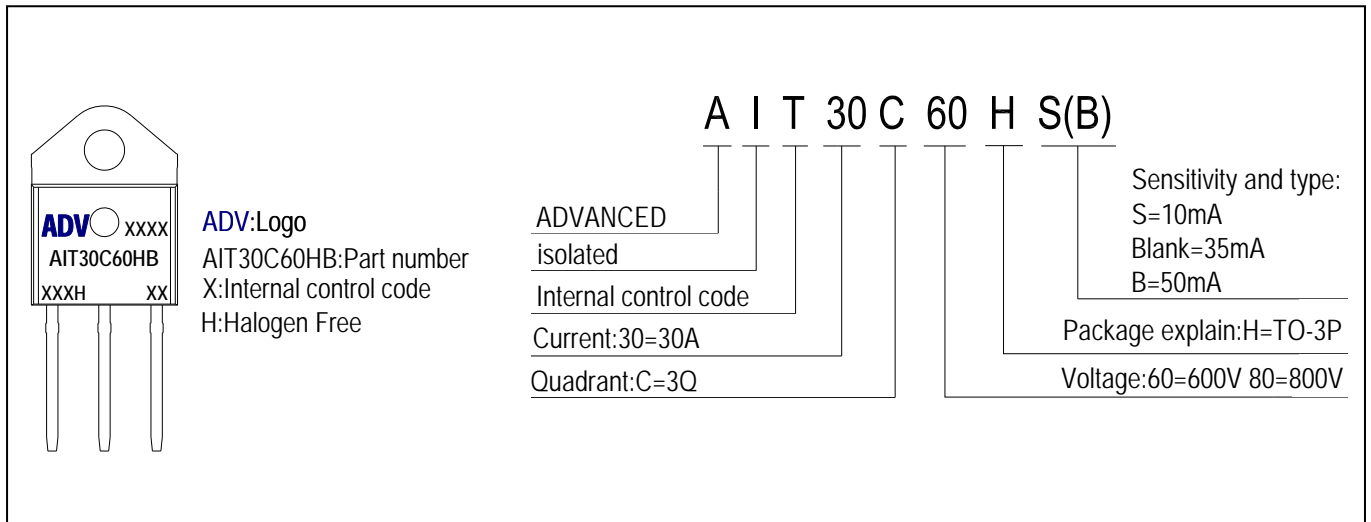 ADV XXXX
AIT30C60HB
XXXH XX
ADV:Logo
AIT30C60HB:Part number
X:Internal control code
H:Halogen Free
A I T 30 C 60 H S(B)
ADVANCED
isolated
Internal control code
Current:30=30A
Quadrant:C=3Q
Sensitivity and type:
S=10mA
Blank=35mA
B=50mA
Package explain:H=TO-3P
Voltage:60=600V 80=800V